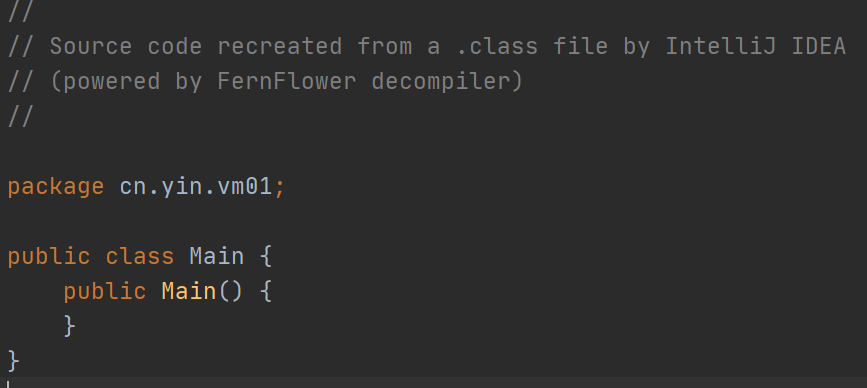 //
// Source code recreated from a .class file by IntelliJ IDEA
// (powered by FernFlower decompiler)
//

package cn.yin.vm01;

public class Main {
    public Main() {
    }
}